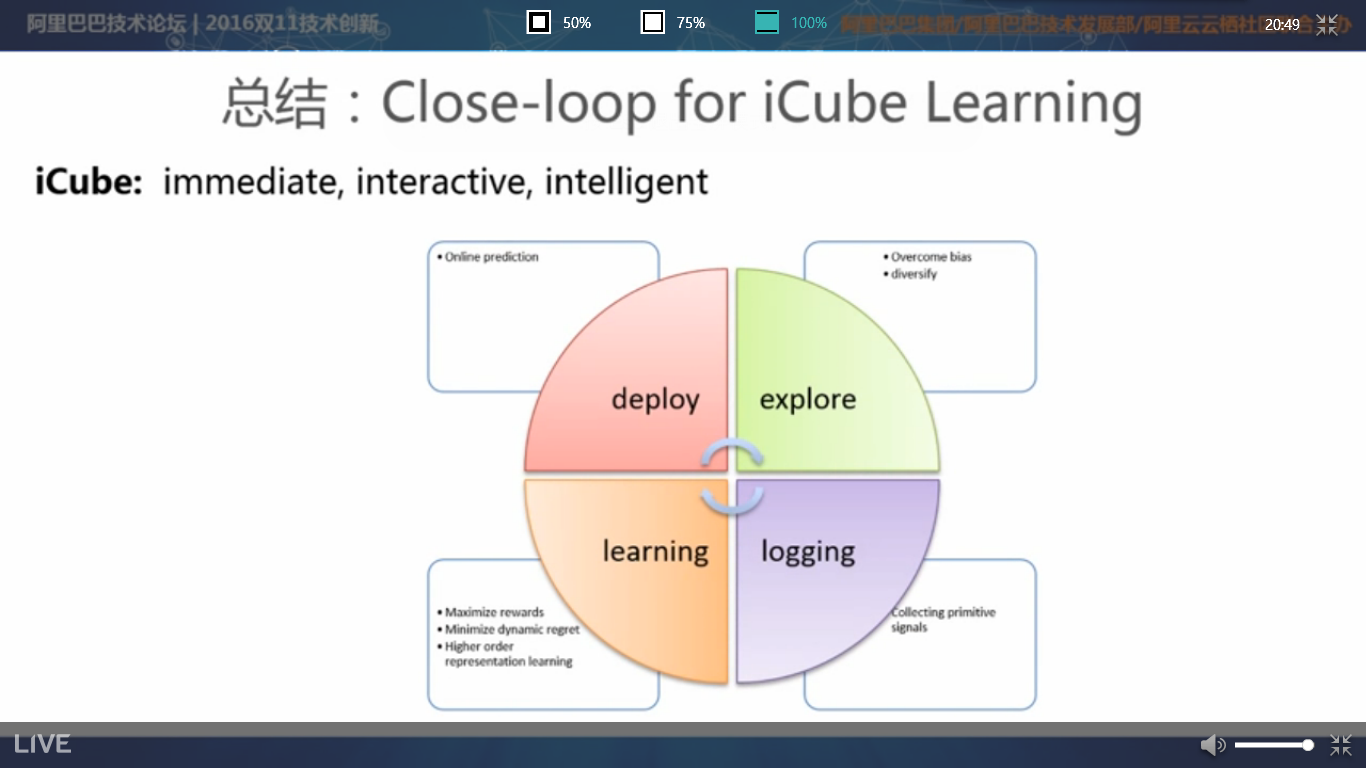 阿里巴巴技术论坛 | 2016双11技术创新
50%
75%
100%
阿里巴巴集团/阿里巴巴技术发展部/阿里云云栖社区
20:49
总结：Close-loop for iCube Learning
iCube: immediate, interactive, intelligent
• Online prediction
• Overcome bias
• diversify
deploy
explore
learning
logging
• Maximize rewards
• Minimize dynamic regret
• Higher order
representation learning
Collecting primitive
signals
LIVE